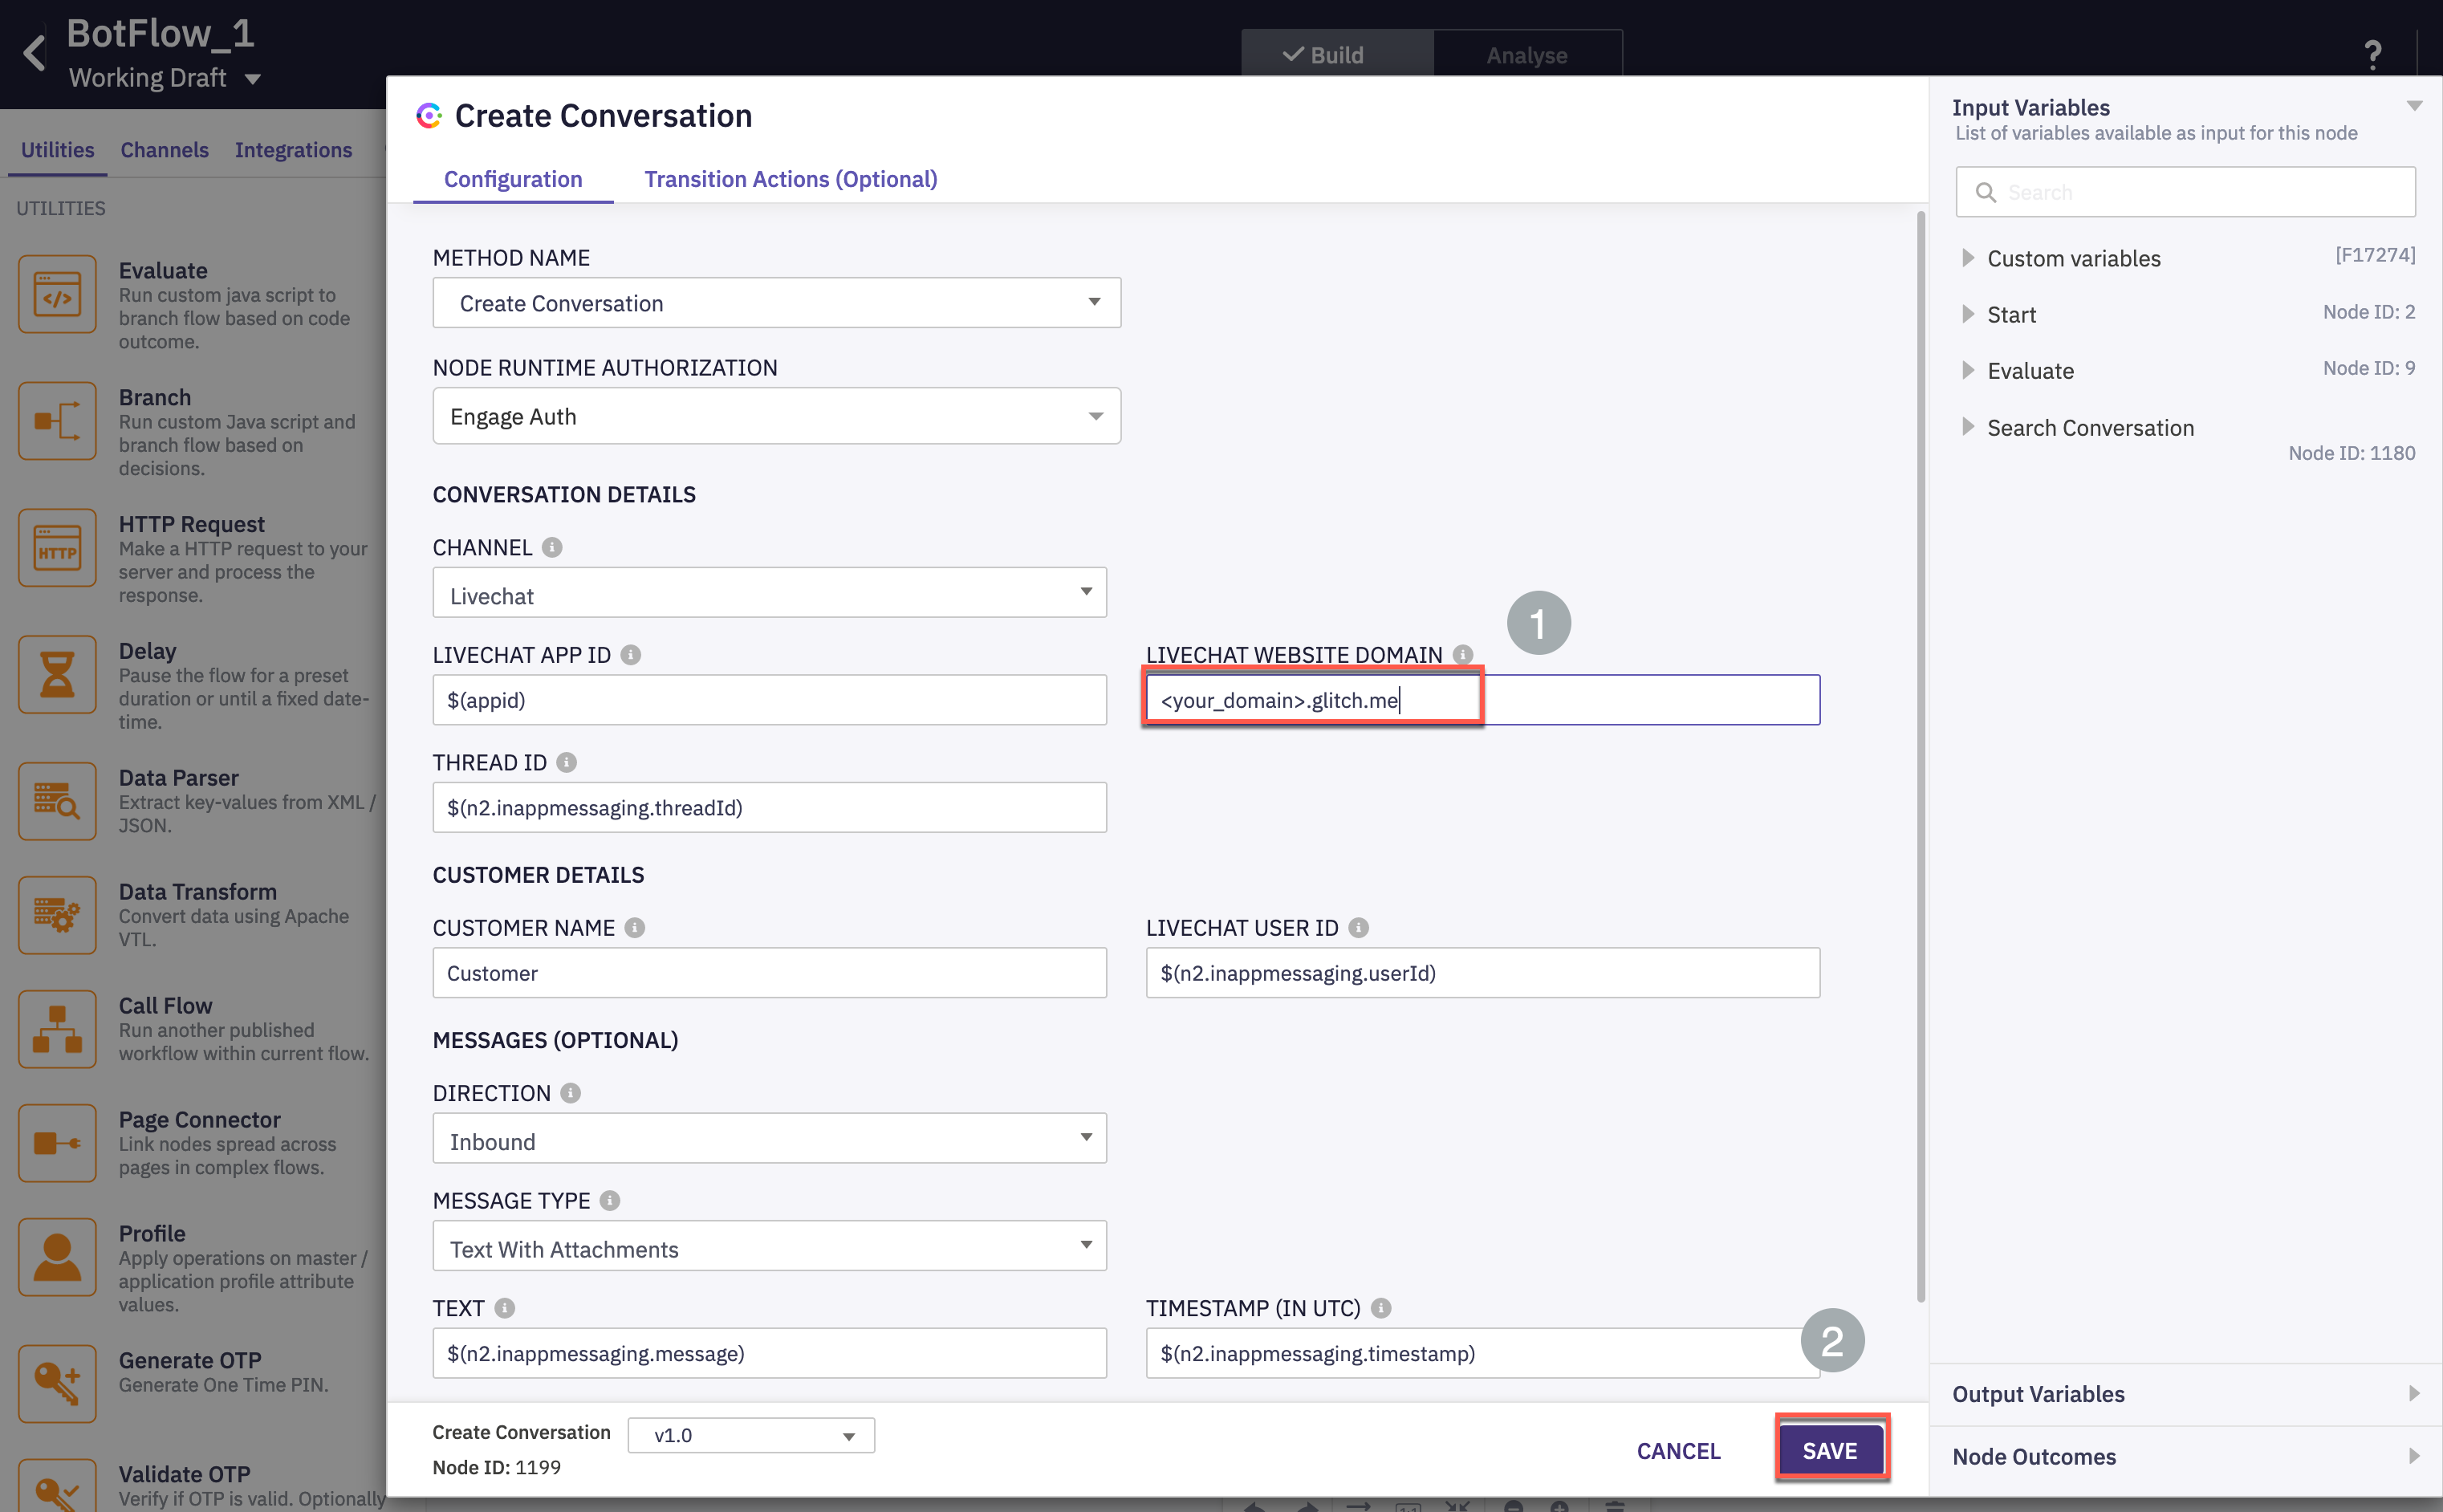 BotFlow_1
Working Draft
Build
Analyse
?
Utilities
Channels
Integrations
UTILITIES
Evaluate
Run custom java script to
branch flow based on code
outcome.
Branch
Run custom Java script and
branch flow based on
decisions.
HTTP Request
HTTP
Make a HTTP request to your
server and process the
response.
Delay
Pause the flow for a preset
duration or until a fixed date-
time.
Data Parser
Extract key-values from XML /
JSON.
Data Transform
Convert data using Apache
VTL.
Call Flow
Run another published
workflow within current flow.
Page Connector
Link nodes spread across
pages in complex flows.
Profile
Apply operations on master /
application profile attribute
values.
Generate OTP
Generate One Time PIN.
Validate OTP
Verify if OTP is valid. Optionally
Create Conversation
Configuration
Transition Actions (Optional)
METHOD NAME
Create Conversation
NODE RUNTIME AUTHORIZATION
Engage Auth
CONVERSATION DETAILS
CHANNEL
Livechat
1
LIVECHAT APP ID
LIVECHAT WEBSITE DOMAIN
$(appid)
<your_domain>.glitch.me
THREAD ID
$(n2.inappmessaging.threadId)
CUSTOMER DETAILS
CUSTOMER NAME
LIVECHAT USER ID
Customer
$(n2.inappmessaging.userId)
MESSAGES (OPTIONAL)
DIRECTION
Inbound
MESSAGE TYPE
Text With Attachments
TEXT
TIMESTAMP (IN UTC)
$(n2.inappmessaging.message)
$(n2.inappmessaging.timestamp)
2
Create Conversation
v1.0
Node ID: 1199
CANCEL
SAVE
Input Variables
List of variables available as input for this node
Search
Custom variables
[F17274]
Start
Node ID: 2
Evaluate
Node ID: 9
Search Conversation
Node ID: 1180
Output Variables
Node Outcomes